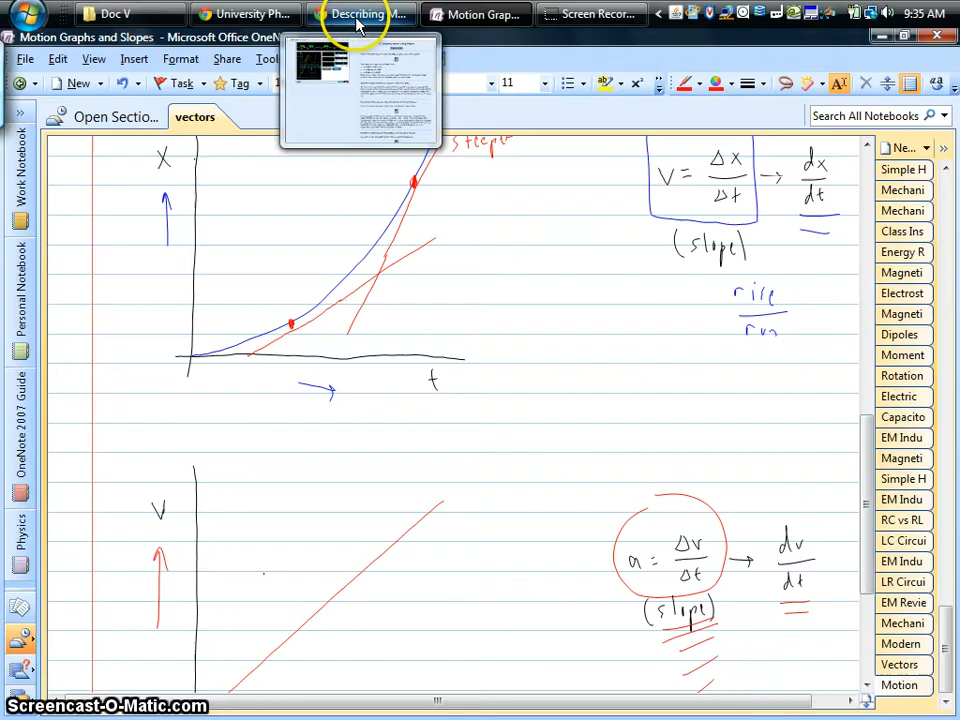 Doc V
University Ph...
Describing M...
Motion Grap...
Screen Recor...
9:35 AM
Motion Graphs and Slopes - Microsoft Office OneN
File
Edit
View
Insert
Format
Share
Tool
New
Task
Tag
11
Open Sectio...
vectors
Search All Notebooks
Work Notebook
Personal Notebook
OneNote 2007 Guide
Physics
Ne...
Simple H
Mechani
Mechani
Class Ins
Energy R
Magneti
Electrost
Magneti
Dipoles
Moment
Rotation
Electric
Capacito
EM Indu
Magneti
Simple H
EM Indu
RC vs RL
EM Indu
LC Circui
EM Indu
LR Circui
EM Revie
Mechani
Modern
Vectors
Motion
X
steeper
V = Δx/Δt → dx/dt
(slope)
rise
run
t
V
a = Δv/Δt → dv/dt
(slope)
Screencast-O-Matic.com